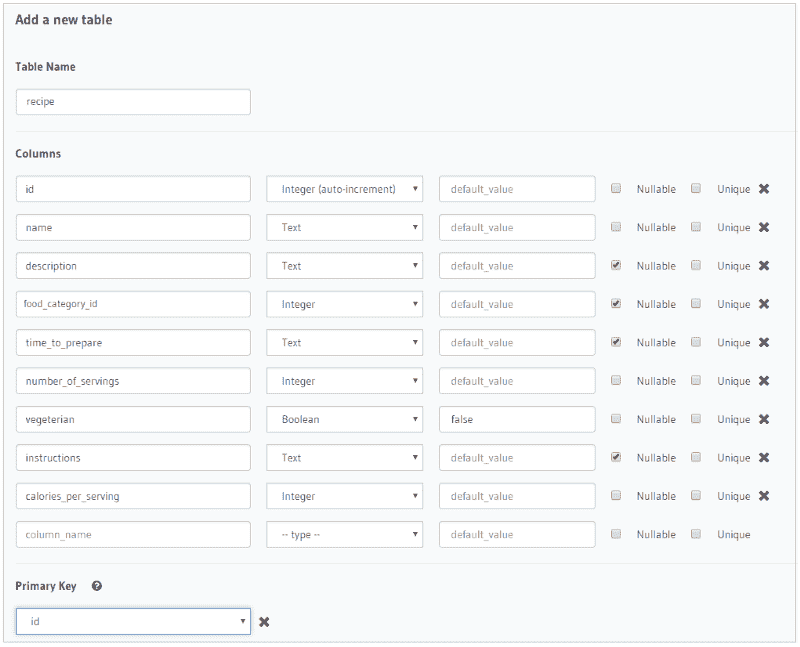 Add a new table
Table Name
recipe
Columns
id Integer (auto-increment) default_value Nullable Unique
name Text default_value Nullable Unique
description Text default_value Nullable Unique
food_category_id Integer default_value Nullable Unique
time_to_prepare Text default_value Nullable Unique
number_of_servings Integer default_value Nullable Unique
vegeterian Boolean false Nullable Unique
instructions Text default_value Nullable Unique
calories_per_serving Integer default_value Nullable Unique
column_name -- type -- default_value Nullable Unique
Primary Key ?
id